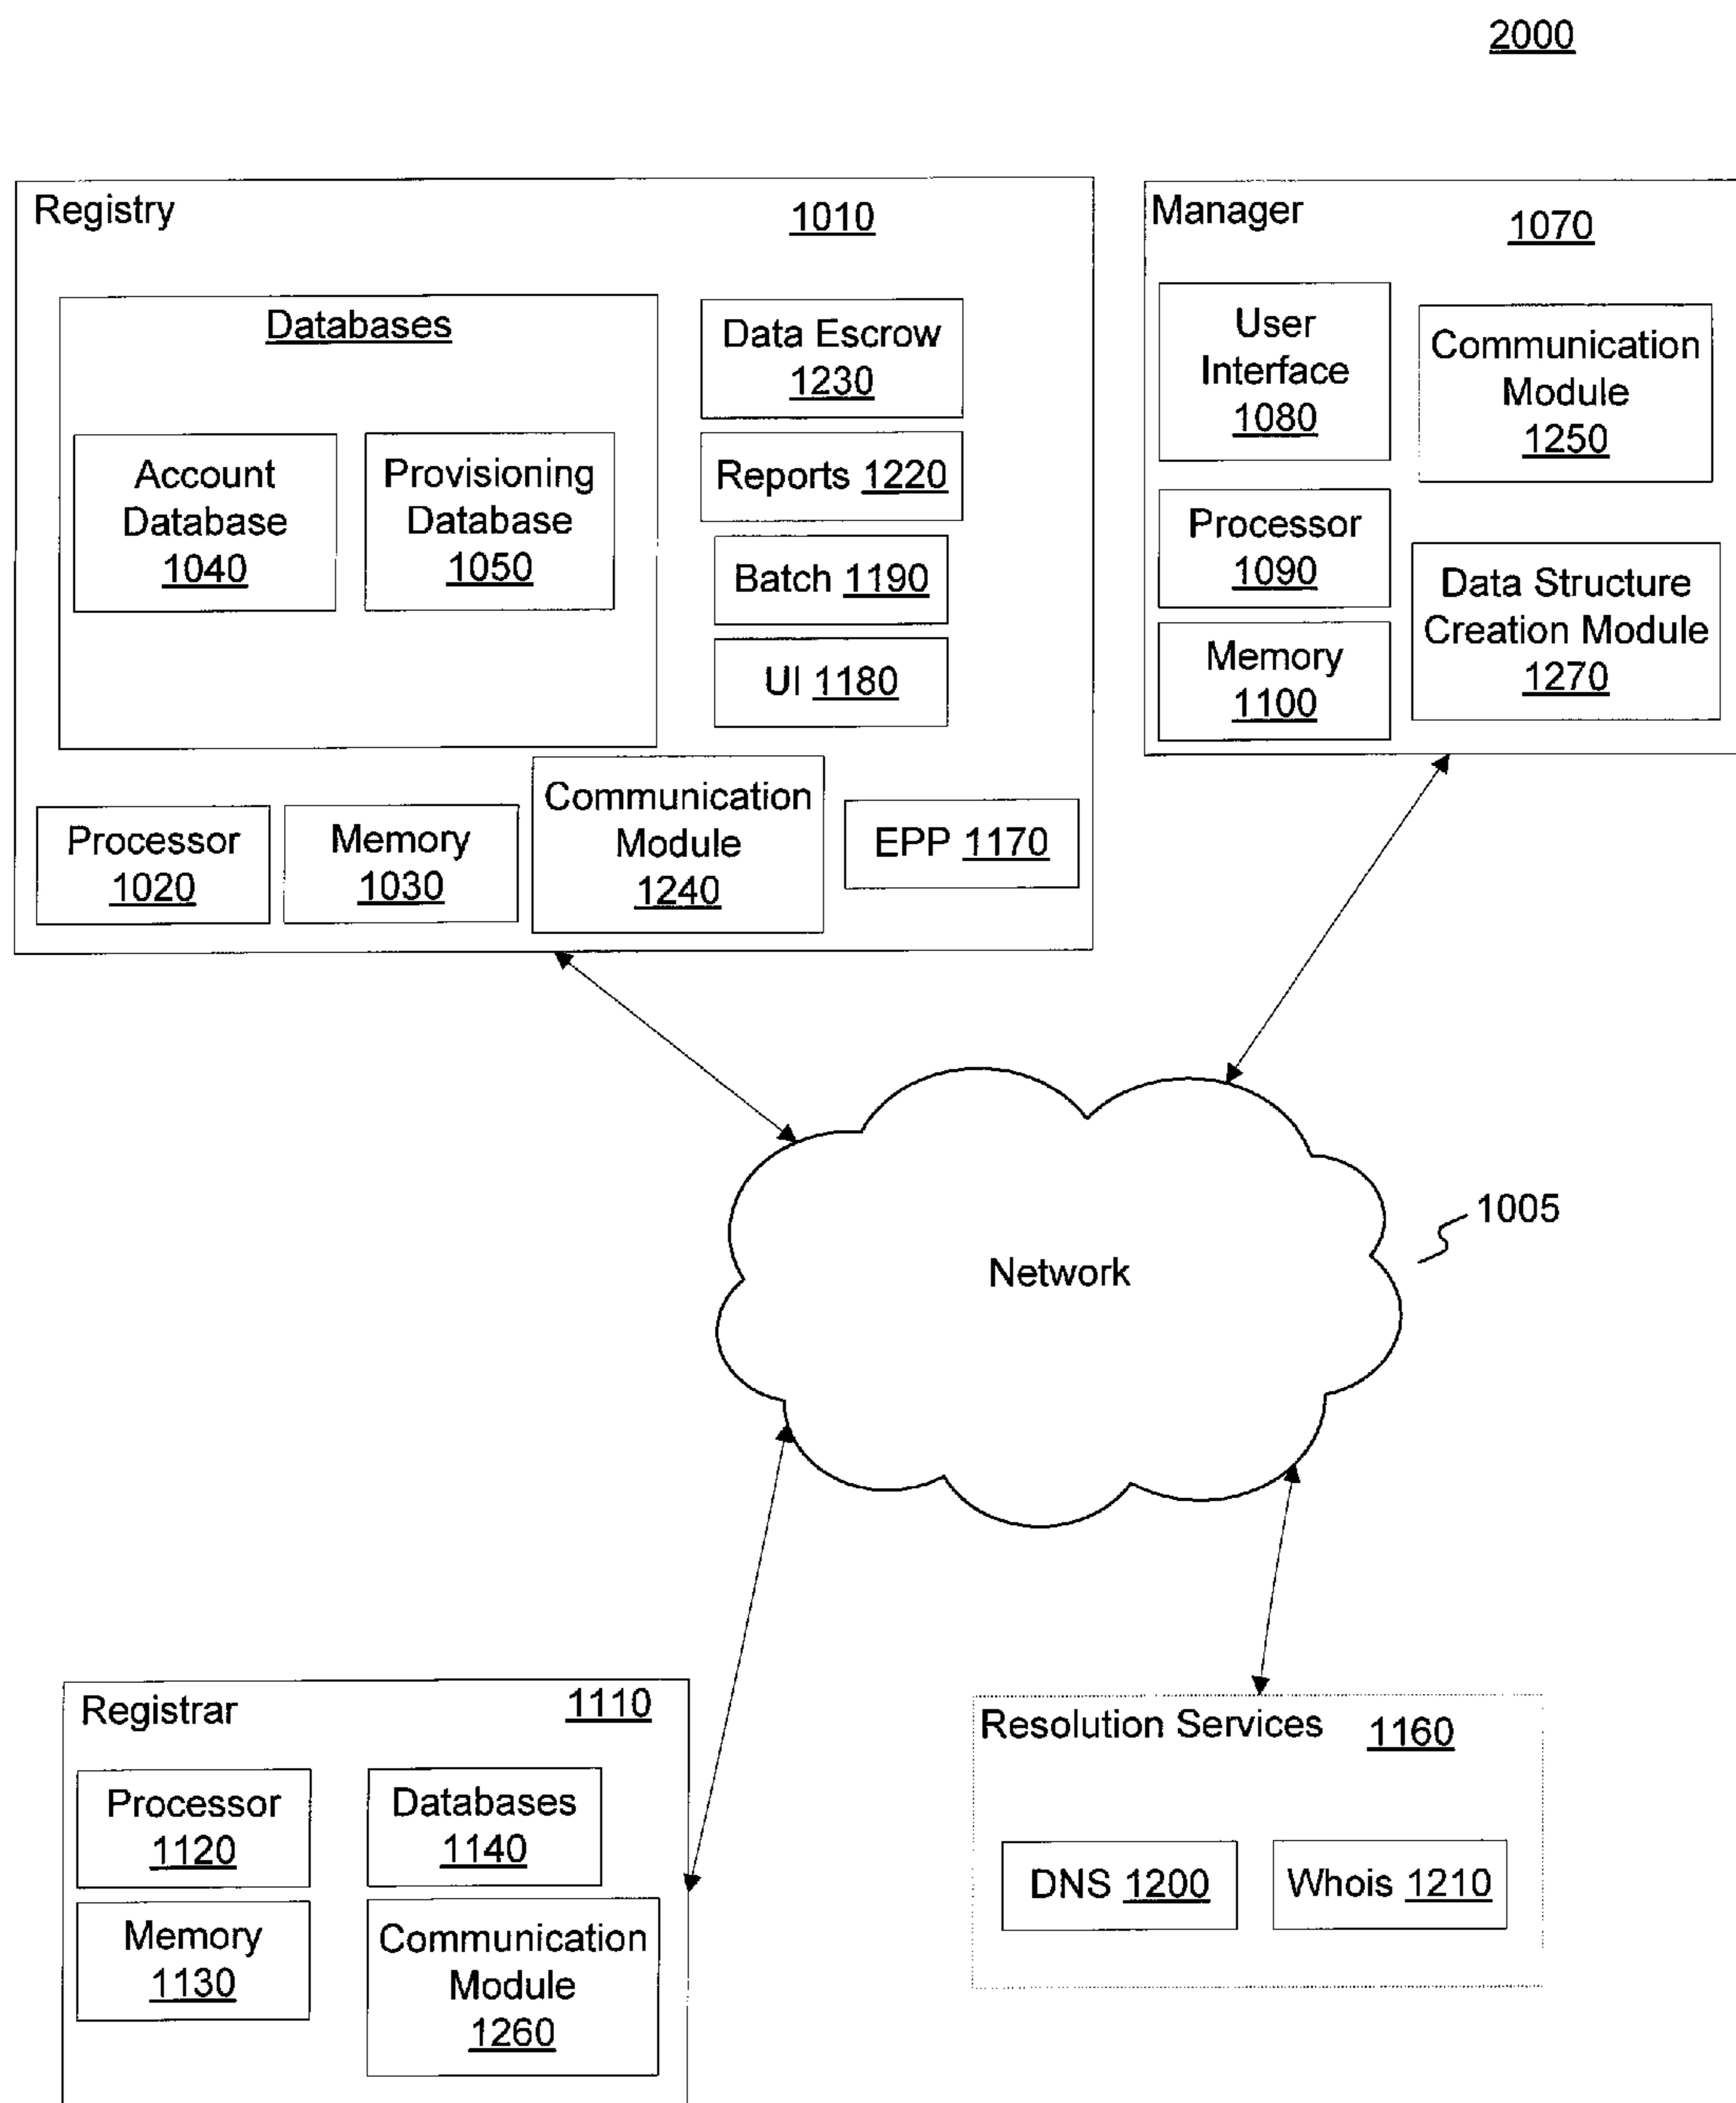 2000
Registry
1010
Databases
Account
Database
1040
Provisioning
Database
1050
Data Escrow
1230
Reports 1220
Batch 1190
UI 1180
Processor
1020
Memory
1030
Communication
Module
1240
EPP 1170
Manager
1070
User
Interface
1080
Communication
Module
1250
Processor
1090
Data Structure
Creation Module
1270
Memory
1100
Network
1005
Registrar
1110
Processor
1120
Databases
1140
Memory
1130
Communication
Module
1260
Resolution Services
1160
DNS 1200
Whois 1210